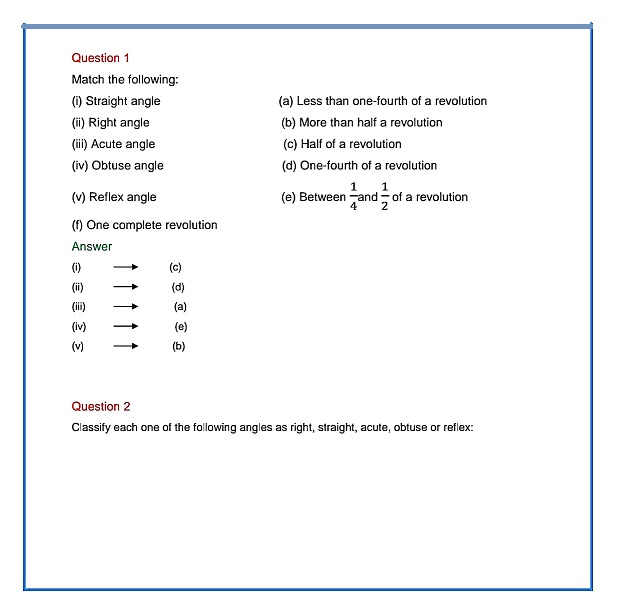 Question 1
Match the following:
(i) Straight angle (a) Less than one-fourth of a revolution
(ii) Right angle (b) More than half a revolution
(iii) Acute angle (c) Half of a revolution
(iv) Obtuse angle (d) One-fourth of a revolution
(v) Reflex angle (e) Between 1/4 and 1/2 of a revolution
(f) One complete revolution
Answer
(i) → (c)
(ii) → (d)
(iii) → (a)
(iv) → (e)
(v) → (b)
Question 2
Classify each one of the following angles as right, straight, acute, obtuse or reflex: